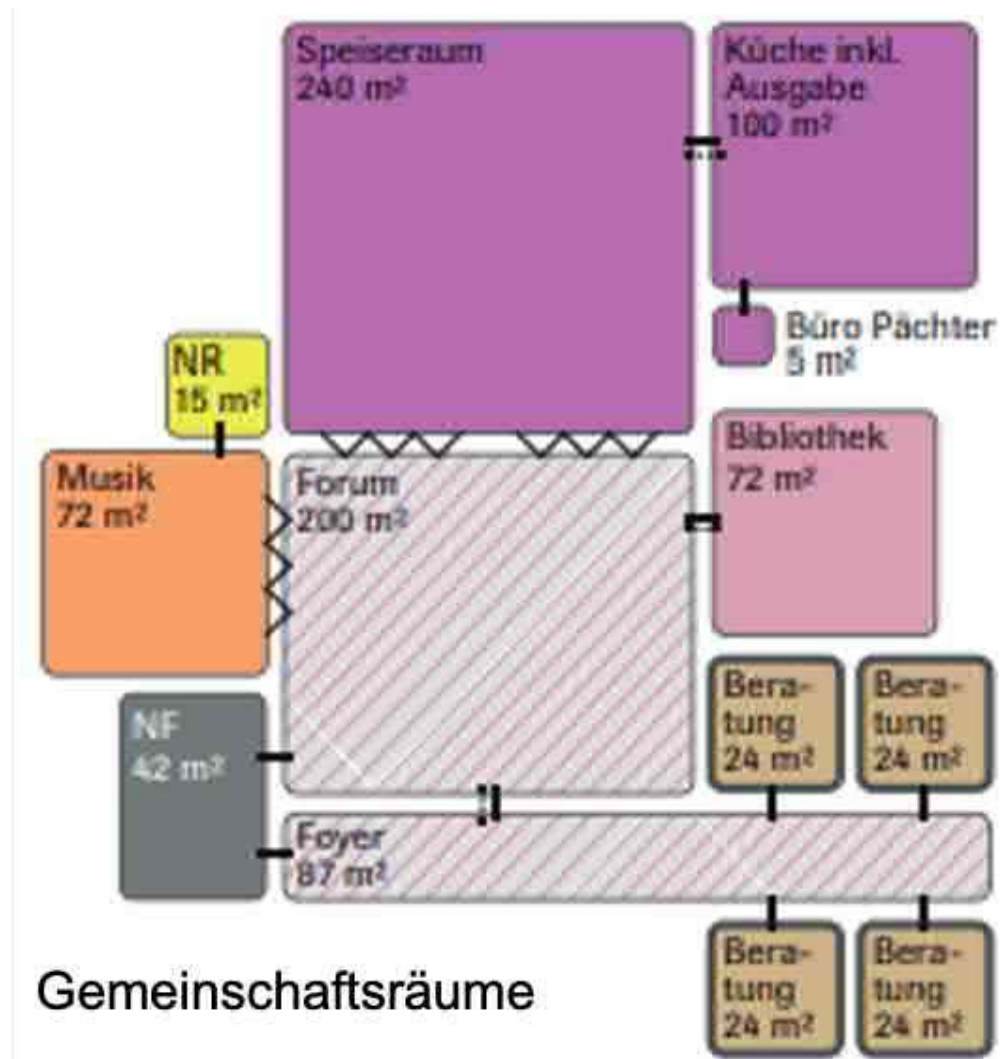 Speiseraum
240 m²
Küche inkl.
Ausgabe
100 m²
Büro Pächter
5 m²
NR
15 m²
Musik
72 m²
Forum
200 m²
Bibliothek
72 m²
NF
42 m²
Bera-
tung
24 m²
Bera-
tung
24 m²
Foyer
87 m²
Bera-
tung
24 m²
Bera-
tung
24 m²
Gemeinschaftsräume